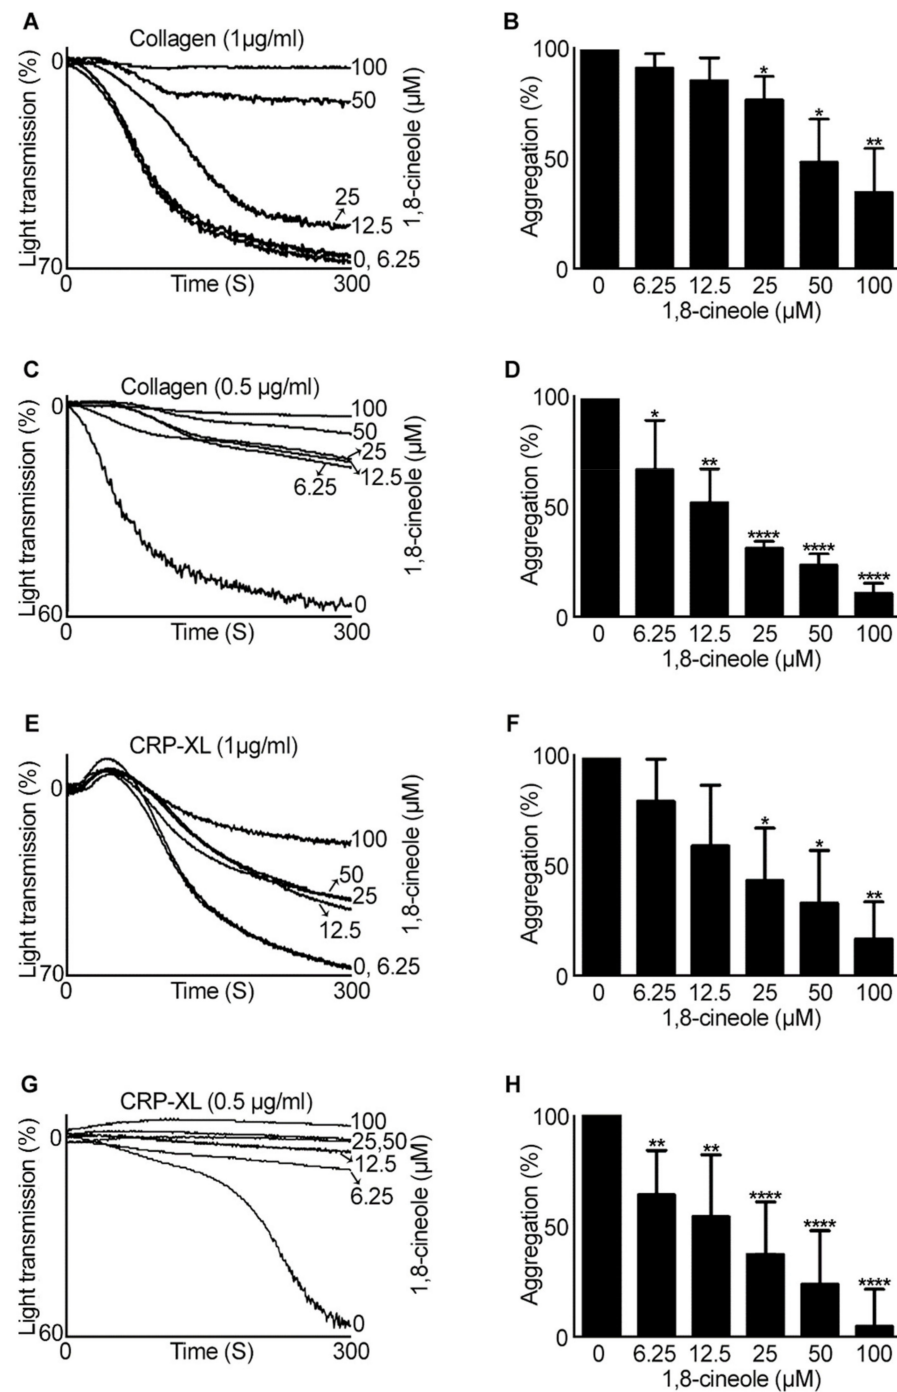 A
Collagen (1µg/ml)
Light transmission (%)
0
70
0
Time (S)
300
100
50
25
12.5
0, 6.25
1,8-cineole (µM)
B
Aggregation (%)
100
50
0
*
*
**
0 6.25 12.5 25 50 100
1,8-cineole (µM)
C
Collagen (0.5 µg/ml)
Light transmission (%)
0
60
0
Time (S)
300
100
50
25
12.5
6.25
0
1,8-cineole (µM)
D
Aggregation (%)
100
50
0
*
**
****
****
****
0 6.25 12.5 25 50 100
1,8-cineole (µM)
E
CRP-XL (1µg/ml)
Light transmission (%)
0
70
0
Time (S)
300
100
50
25
12.5
0, 6.25
1,8-cineole (µM)
F
Aggregation (%)
100
50
0
*
*
**
0 6.25 12.5 25 50 100
1,8-cineole (µM)
G
CRP-XL (0.5 µg/ml)
Light transmission (%)
0
60
0
Time (S)
300
100
25,50
12.5
6.25
0
1,8-cineole (µM)
H
Aggregation (%)
100
50
0
**
**
****
****
****
0 6.25 12.5 25 50 100
1,8-cineole (µM)